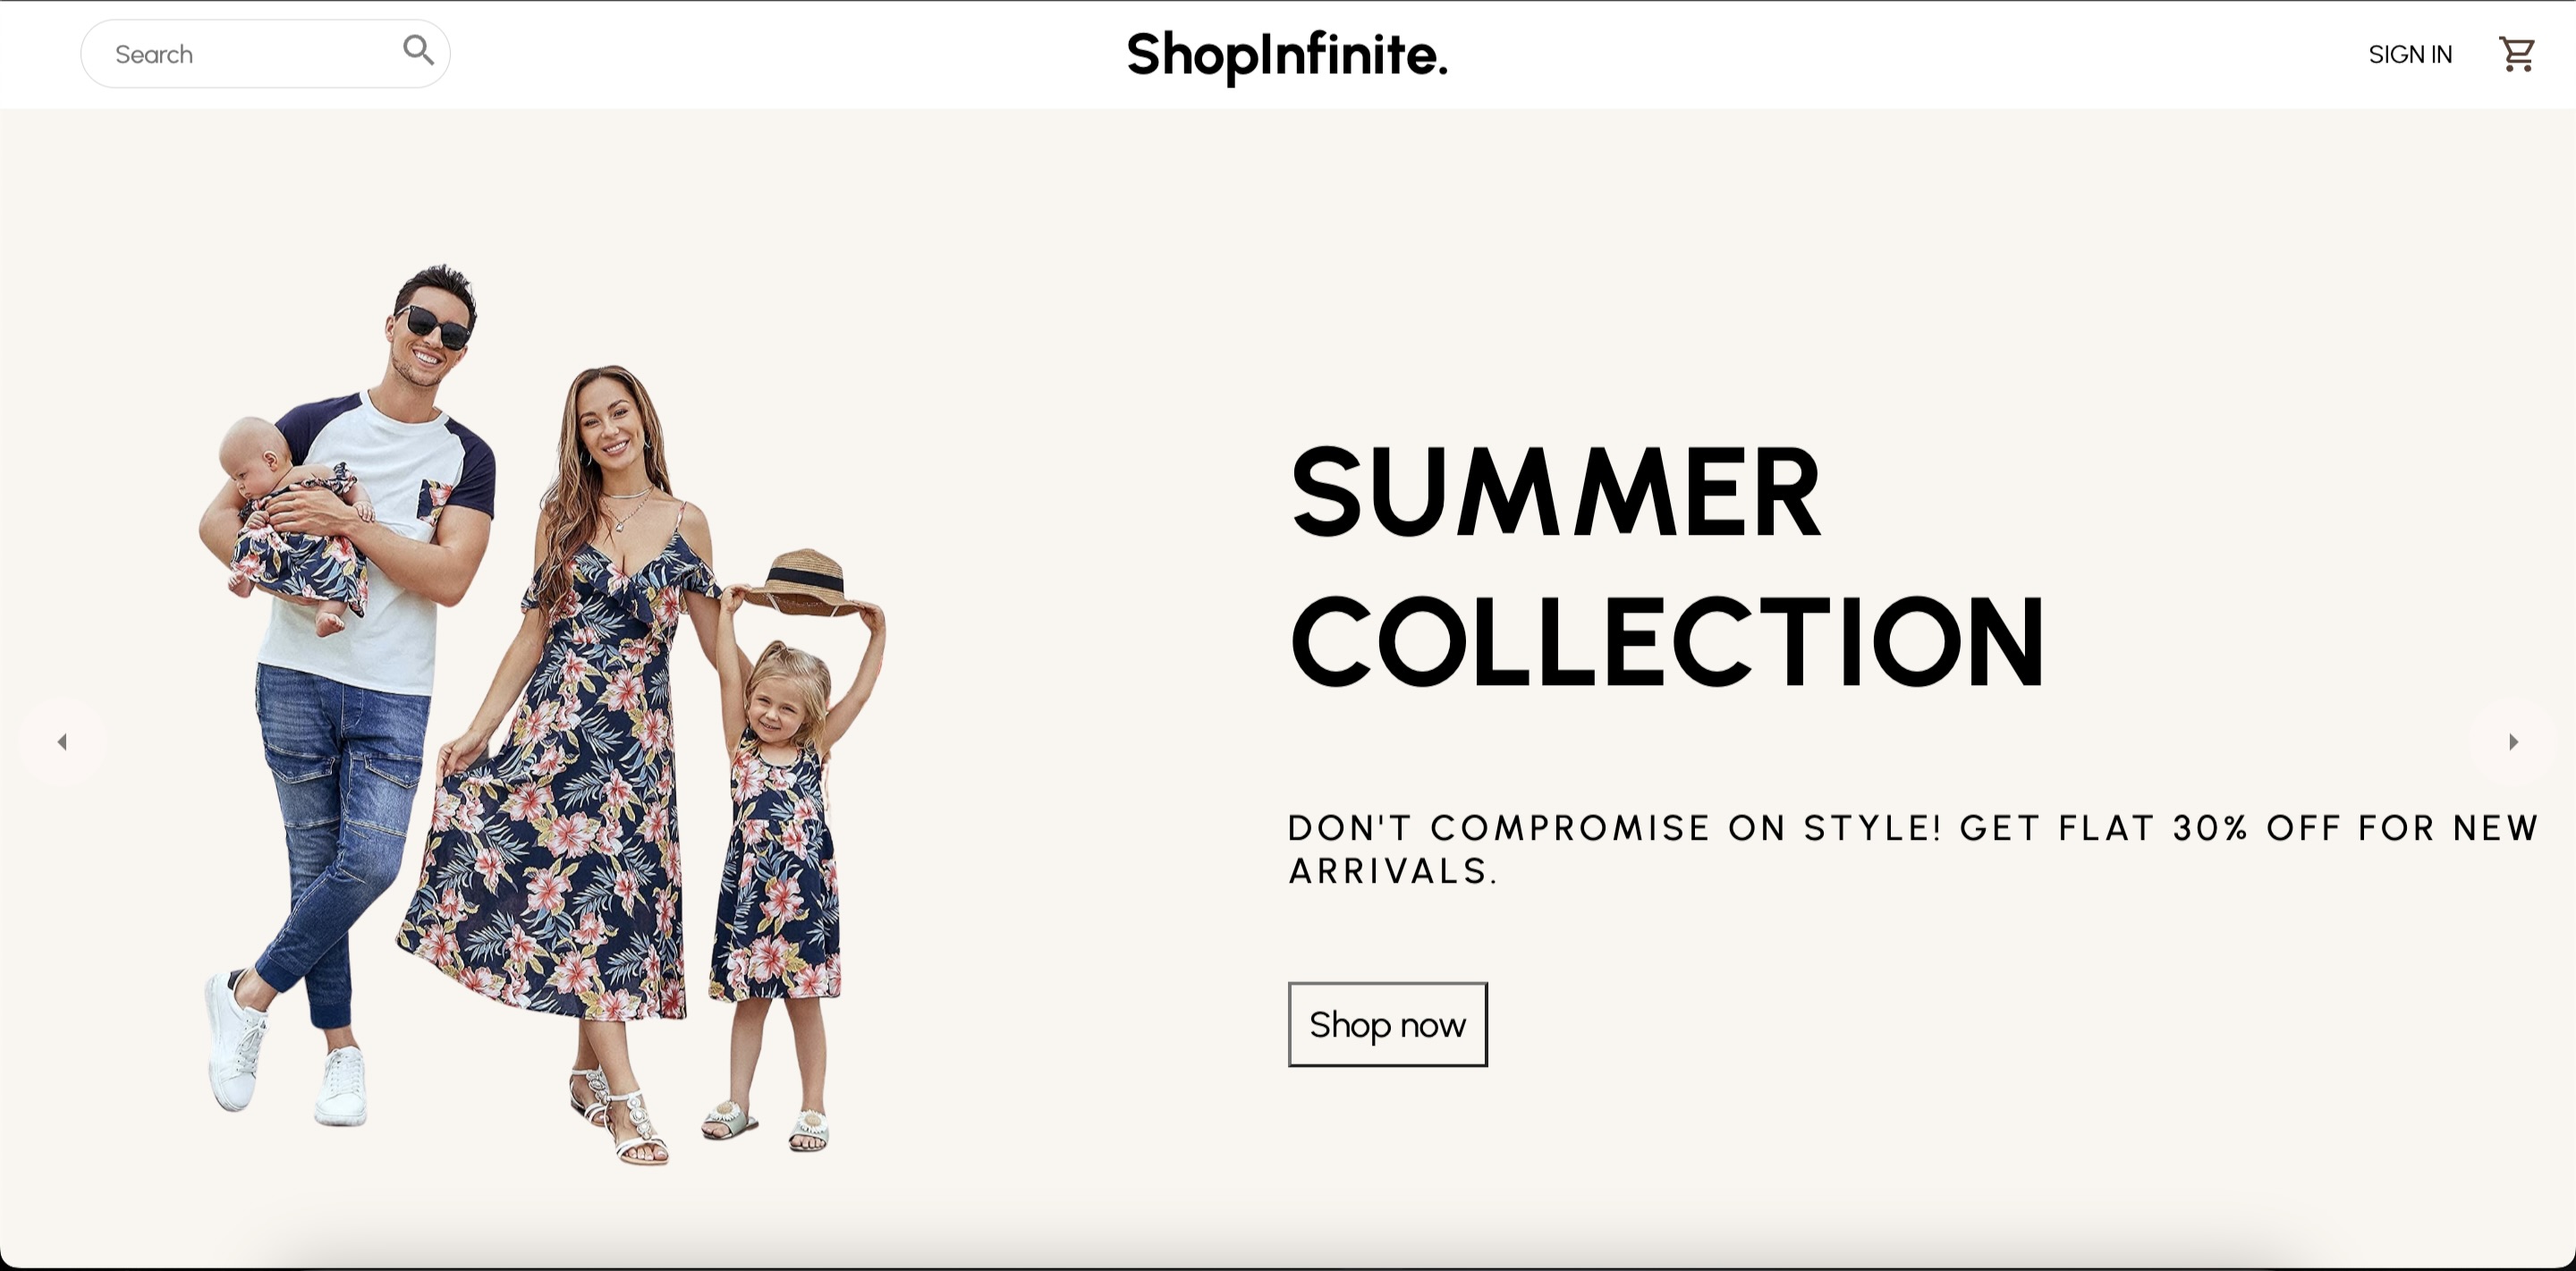 Search
ShopInfinite.
SIGN IN
SUMMER
COLLECTION
DON'T COMPROMISE ON STYLE! GET FLAT 30% OFF FOR NEW
ARRIVALS.
Shop now